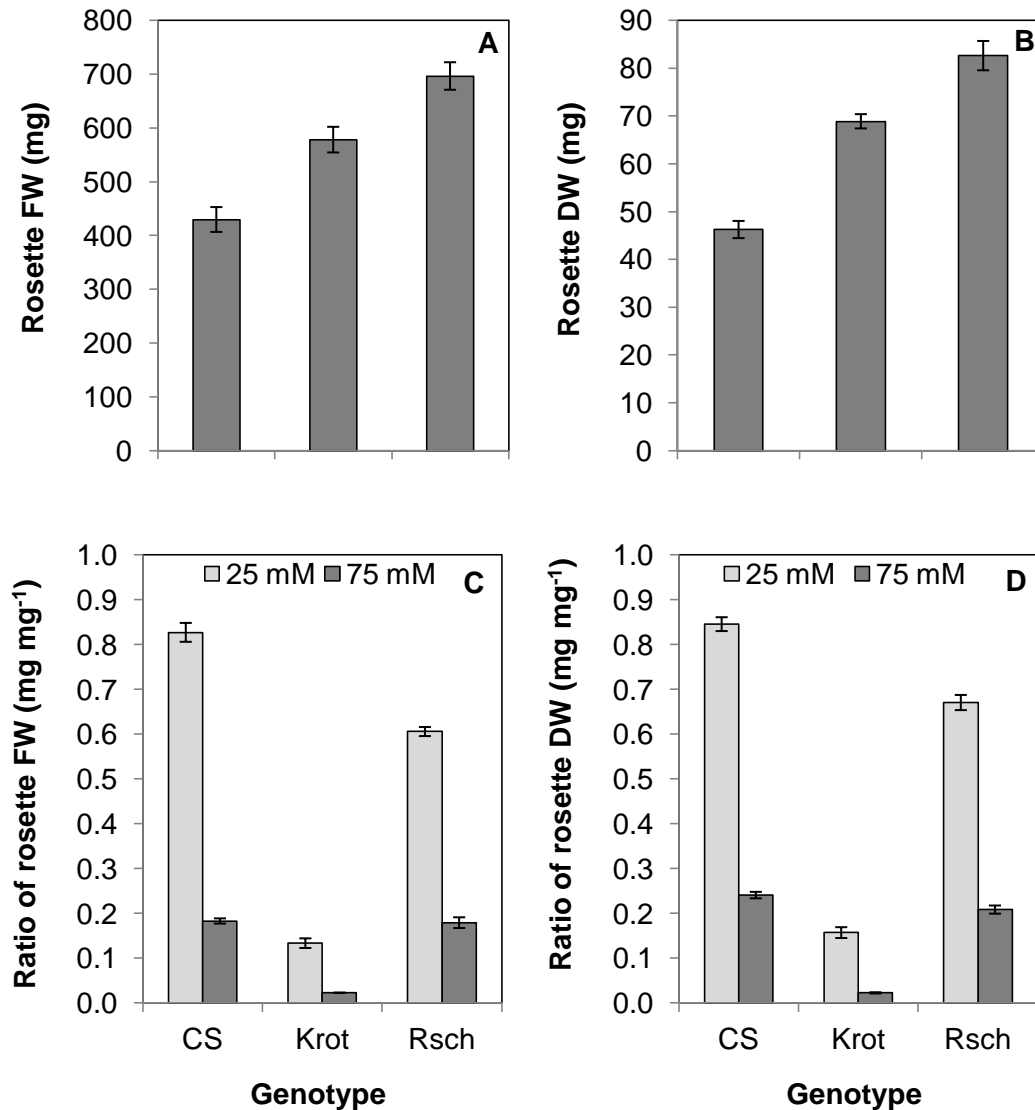 A
Rosette FW (mg)
800
700
600
500
400
300
200
100
0
B
Rosette DW (mg)
90
80
70
60
50
40
30
20
10
0
C
25 mM 75 mM
Ratio of rosette FW (mg mg⁻¹)
1.0
0.9
0.8
0.7
0.6
0.5
0.4
0.3
0.2
0.1
0.0
CS Krot Rsch
Genotype
D
25 mM 75 mM
Ratio of rosette DW (mg mg⁻¹)
1.0
0.9
0.8
0.7
0.6
0.5
0.4
0.3
0.2
0.1
0.0
CS Krot Rsch
Genotype